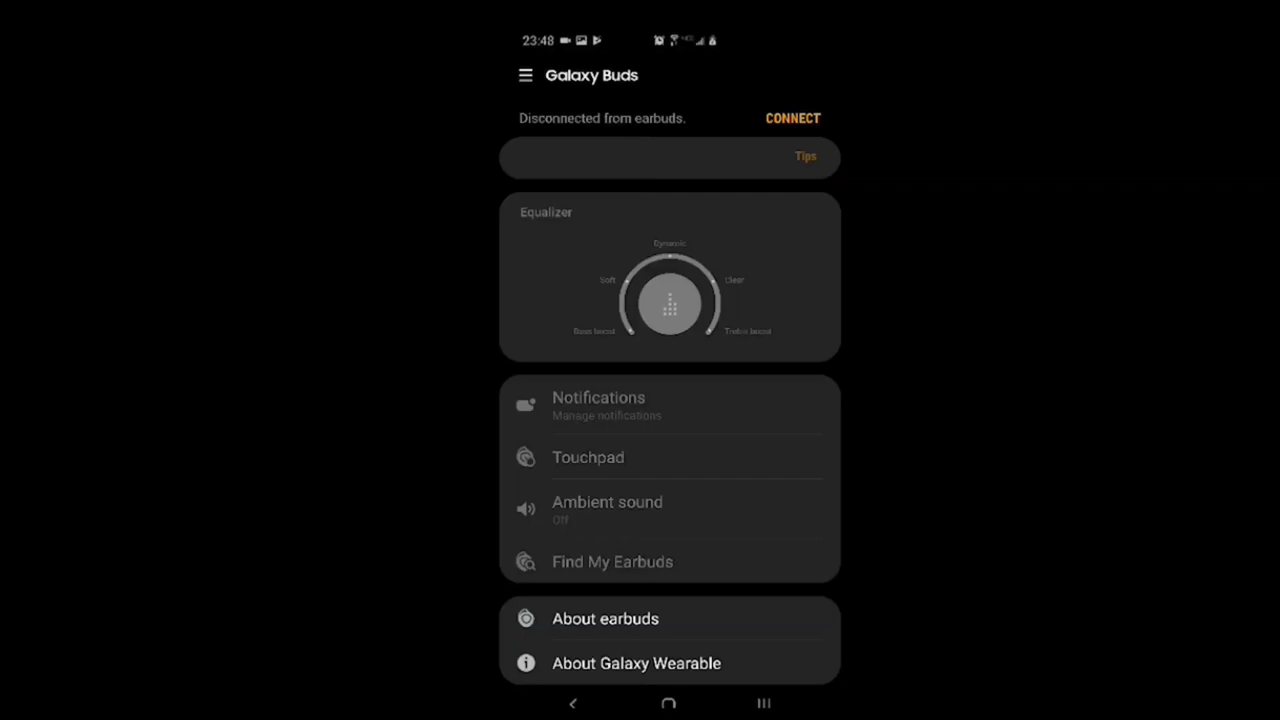 23:48
Galaxy Buds
Disconnected from earbuds. CONNECT
Tips
Equalizer
Dynamic
Soft Clear
Bass boost Treble boost
Notifications
Manage notifications
Touchpad
Ambient sound
Off
Find My Earbuds
About earbuds
About Galaxy Wearable